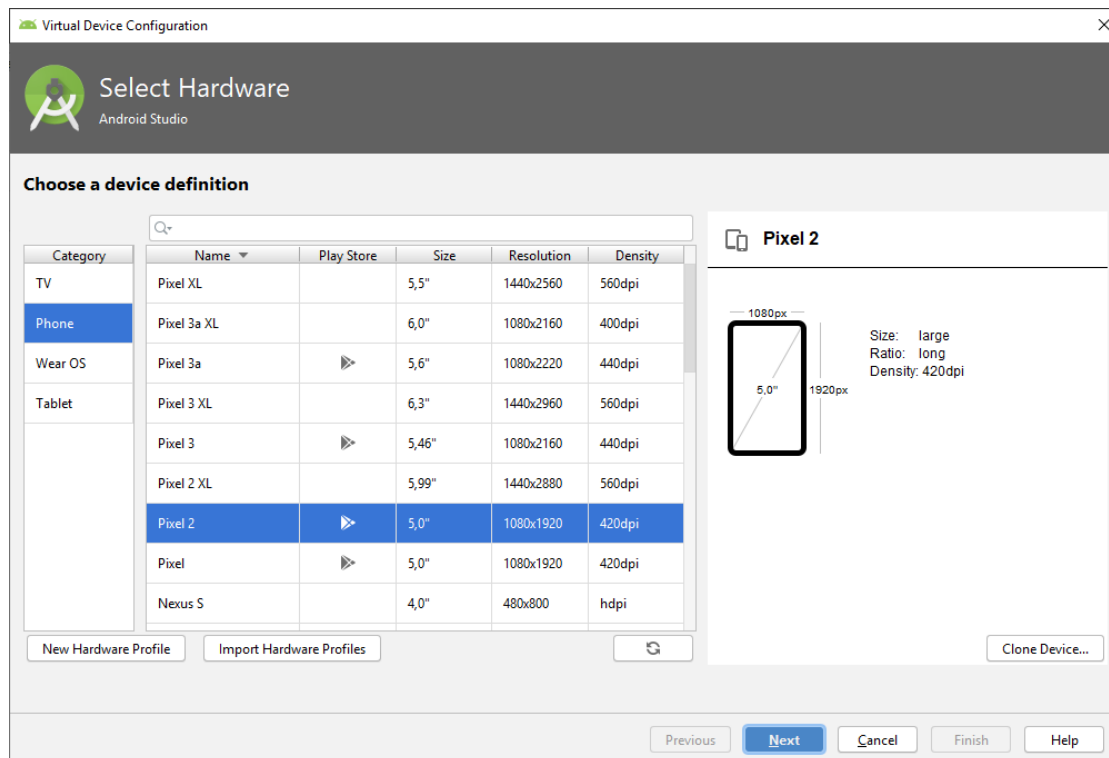 Virtual Device Configuration
Select Hardware
Android Studio
Choose a device definition
Category
TV
Phone
Wear OS
Tablet
Name Play Store Size Resolution Density
Pixel XL 5,5" 1440x2560 560dpi
Pixel 3a XL 6,0" 1080x2160 400dpi
Pixel 3a 5,6" 1080x2220 440dpi
Pixel 3 XL 6,3" 1440x2960 560dpi
Pixel 3 5,46" 1080x2160 440dpi
Pixel 2 XL 5,99" 1440x2880 560dpi
Pixel 2 5,0" 1080x1920 420dpi
Pixel 5,0" 1080x1920 420dpi
Nexus S 4,0" 480x800 hdpi
New Hardware Profile Import Hardware Profiles
Pixel 2
1080px
5,0"
1920px
Size: large
Ratio: long
Density: 420dpi
Clone Device...
Previous Next Cancel Finish Help